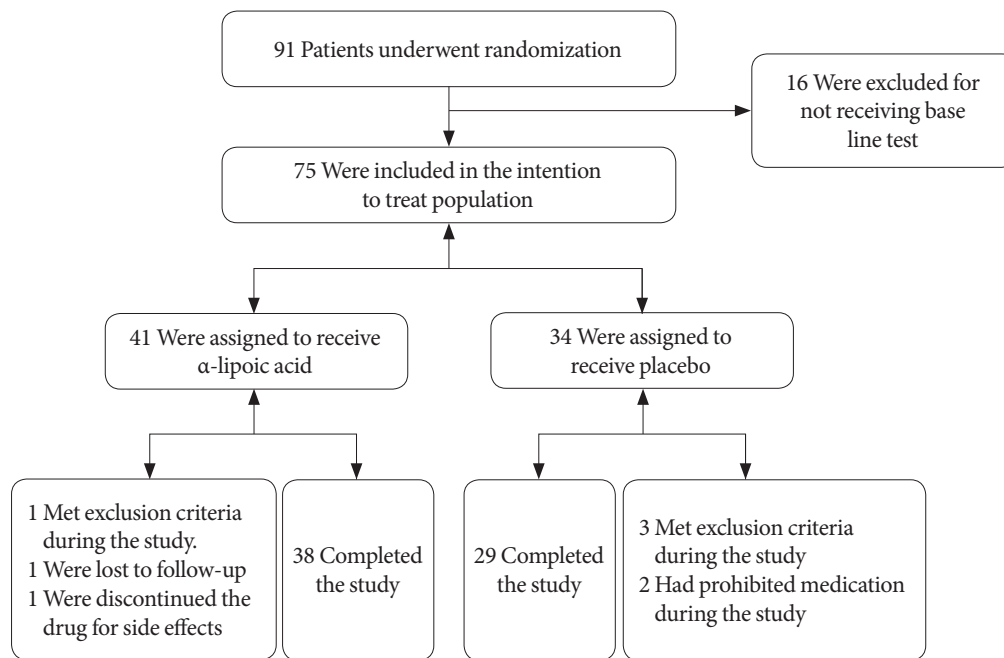 91 Patients underwent randomization
16 Were excluded for
not receiving base
line test
75 Were included in the intention
to treat population
41 Were assigned to receive
α-lipoic acid
34 Were assigned to
receive placebo
1 Met exclusion criteria
during the study.
1 Were lost to follow-up
1 Were discontinued the
drug for side effects
38 Completed
the study
29 Completed
the study
3 Met exclusion criteria
during the study
2 Had prohibited medication
during the study